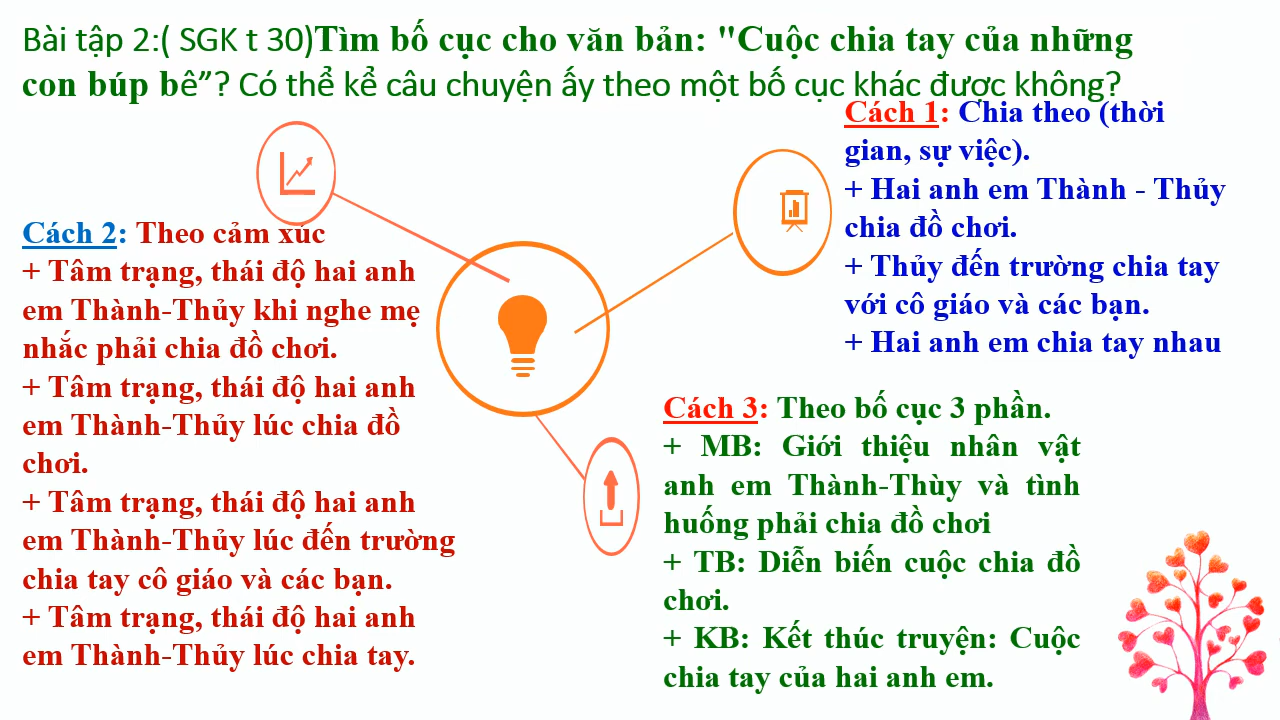 Bài tập 2:( SGK t 30)Tìm bố cục cho văn bản: "Cuộc chia tay của những
con búp bê”? Có thể kể câu chuyện ấy theo một bố cục khác được không?
Cách 1: Chia theo (thời
gian, sự việc).
+ Hai anh em Thành - Thủy
chia đồ chơi.
+ Thủy đến trường chia tay
với cô giáo và các bạn.
+ Hai anh em chia tay nhau
Cách 2: Theo cảm xúc
+ Tâm trạng, thái độ hai anh
em Thành-Thủy khi nghe mẹ
nhắc phải chia đồ chơi.
+ Tâm trạng, thái độ hai anh
em Thành-Thủy lúc chia đồ
chơi.
+ Tâm trạng, thái độ hai anh
em Thành-Thủy lúc đến trường
chia tay cô giáo và các bạn.
+ Tâm trạng, thái độ hai anh
em Thành-Thủy lúc chia tay.
Cách 3: Theo bố cục 3 phần.
+ MB: Giới thiệu nhân vật
anh em Thành-Thùy và tình
huống phải chia đồ chơi
+ TB: Diễn biến cuộc chia đồ
chơi.
+ KB: Kết thúc truyện: Cuộc
chia tay của hai anh em.